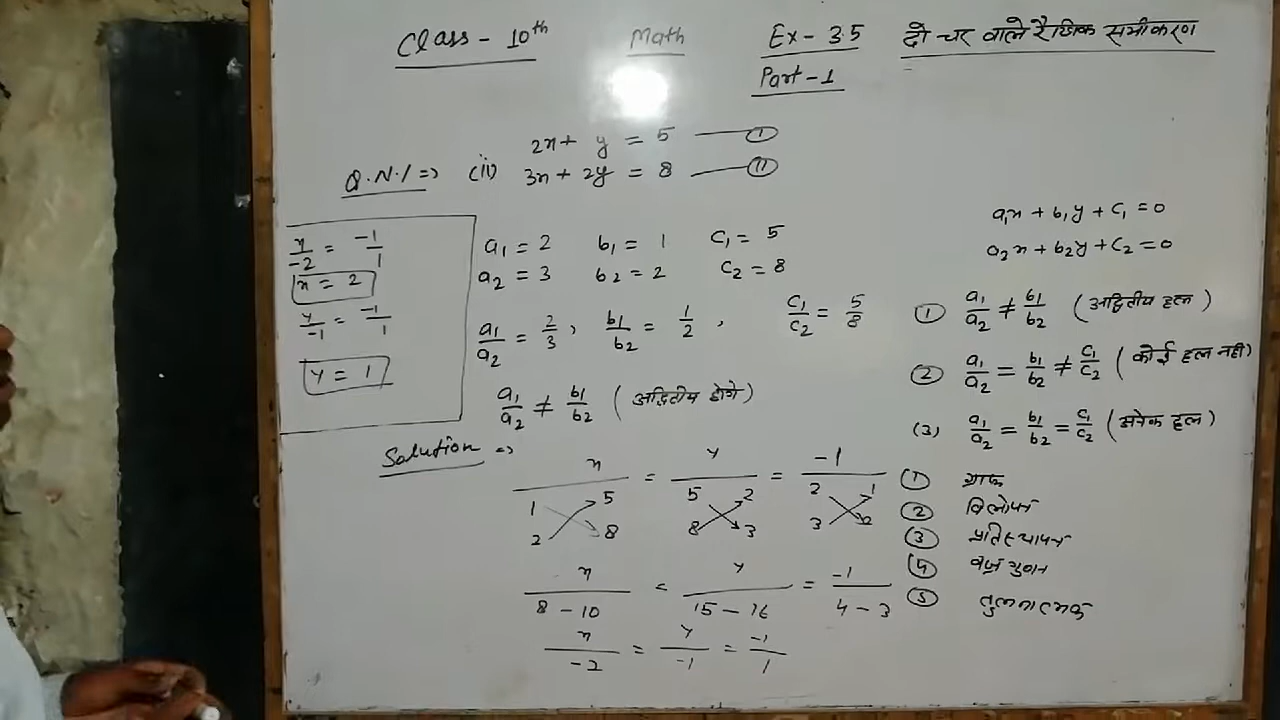 Class - 10th Math Ex - 3.5 दो चर वाले रैखिक समीकरण
Part - 1
2x + y = 5 —— (I)
Q.N.1 => (ii) 3x + 2y = 8 —— (II)
a₁x + b₁y + c₁ = 0
a₂x + b₂y + c₂ = 0
a₁ = 2 b₁ = 1 c₁ = 5
a₂ = 3 b₂ = 2 c₂ = 8
a₁/a₂ = 2/3, b₁/b₂ = 1/2, c₁/c₂ = 5/8
a₁/a₂ ≠ b₁/b₂ (अद्वितीय होगे)
x/-2 = -1/1
x = 2
y/-1 = -1/1
y = 1
① a₁/a₂ ≠ b₁/b₂ (अद्वितीय हल)
② a₁/a₂ = b₁/b₂ ≠ c₁/c₂ (कोई हल नही)
(3) a₁/a₂ = b₁/b₂ = c₁/c₂ (अनेक हल)
Solution =>
x = y = -1
1 5 5 2 2 1
2 8 8 3 3 2
x/8 - 10 = y/15 - 16 = -1/4 - 3
x/-2 = y/-1 = -1/1
① ग्राफ
② विलोपन
③ प्रतिस्थापन
④ वज्र गुणन
⑤ तुलनात्मक